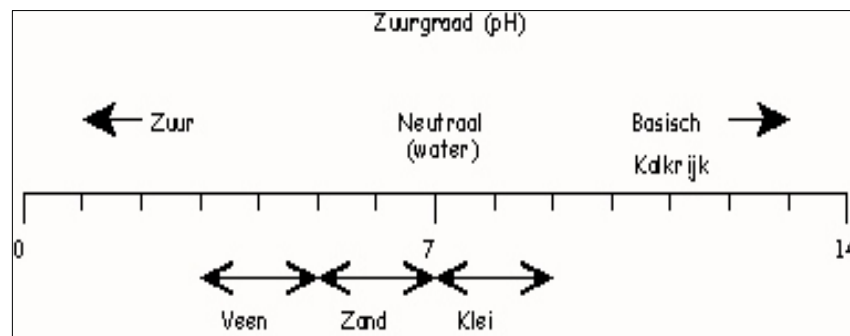 Zuurgraad (pH)
Zuur Neutraal Basisch
(water) Kalkrijk
0 7 14
Veen Zand Klei